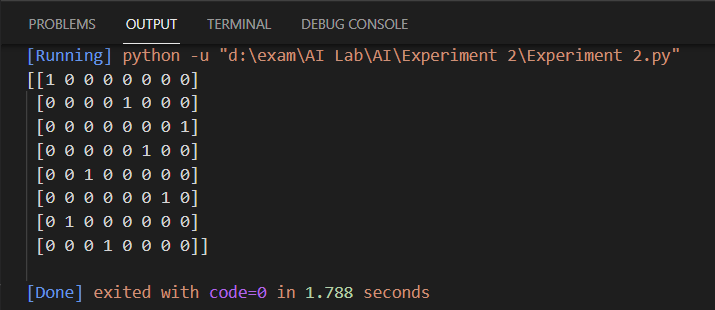 PROBLEMS OUTPUT TERMINAL DEBUG CONSOLE
[Running] python -u "d:\exam\AI Lab\AI\Experiment 2\Experiment 2.py"
[[1 0 0 0 0 0 0 0]
 [0 0 0 0 1 0 0 0]
 [0 0 0 0 0 0 0 1]
 [0 0 0 0 0 1 0 0]
 [0 0 1 0 0 0 0 0]
 [0 0 0 0 0 0 1 0]
 [0 1 0 0 0 0 0 0]
 [0 0 0 1 0 0 0 0]]
[Done] exited with code=0 in 1.788 seconds